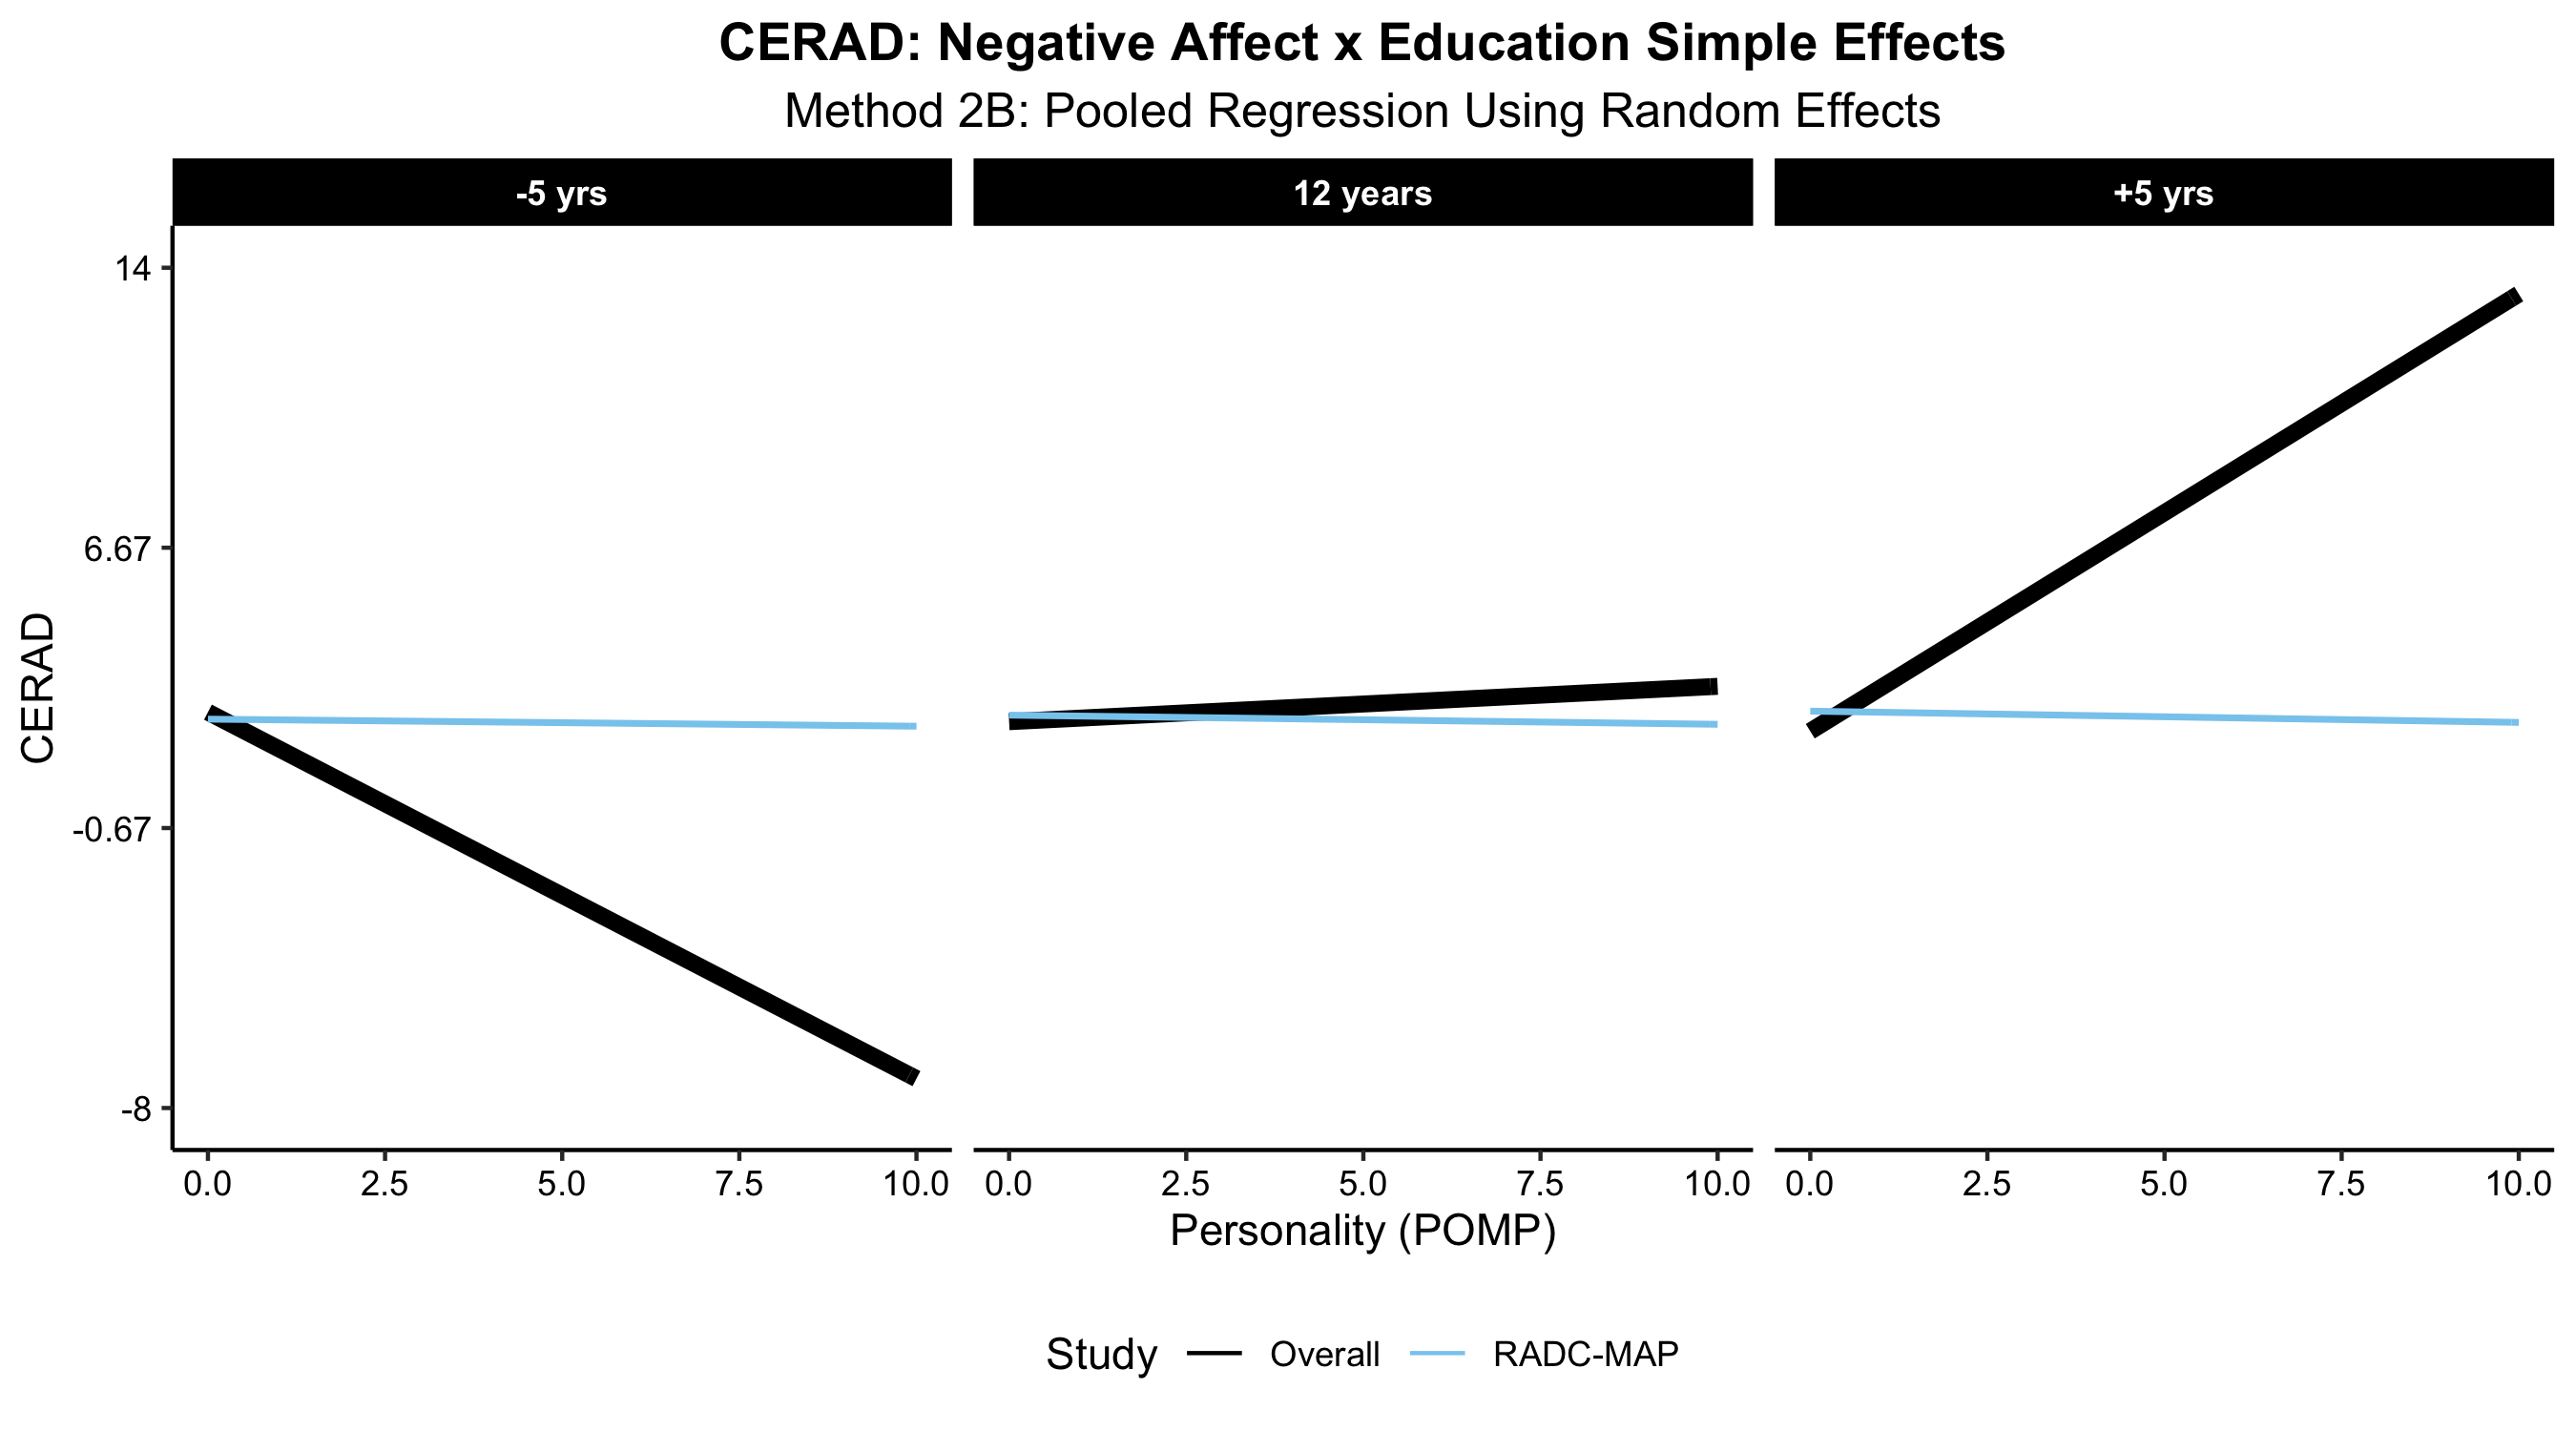 CERAD: Negative Affect x Education Simple Effects
Method 2B: Pooled Regression Using Random Effects
-5 yrs
12 years
+5 yrs
CERAD
14
6.67
-0.67
-8
0.0 2.5 5.0 7.5 10.0
0.0 2.5 5.0 7.5 10.0
0.0 2.5 5.0 7.5 10.0
Personality (POMP)
Study Overall RADC-MAP